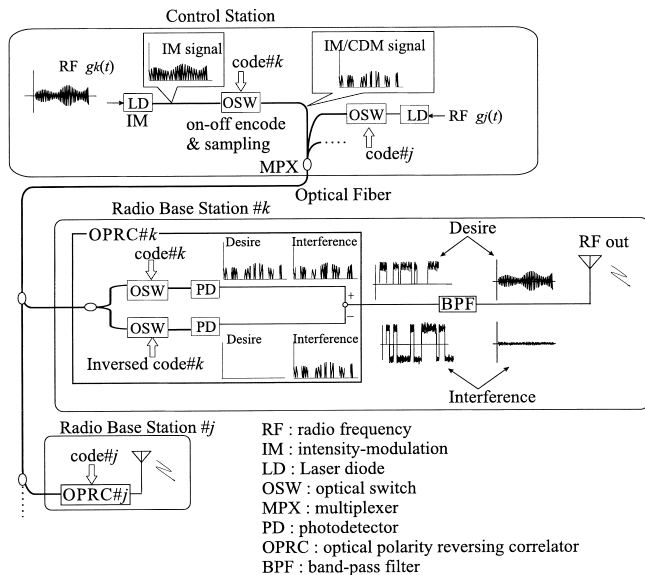 Control Station
RF gk(t)
LD
IM
IM signal
code#k
OSW
on-off encode
& sampling
IM/CDM signal
OSW
LD
RF gj(t)
code#j
MPX
Optical Fiber
Radio Base Station #k
OPRC#k
code#k
OSW
PD
Desire
Interference
OSW
PD
Inversed code#k
Desire
Interference
+
−
Desire
BPF
RF out
Interference
Radio Base Station #j
code#j
OPRC#j
RF : radio frequency
IM : intensity-modulation
LD : Laser diode
OSW : optical switch
MPX : multiplexer
PD : photodetector
OPRC : optical polarity reversing correlator
BPF : band-pass filter